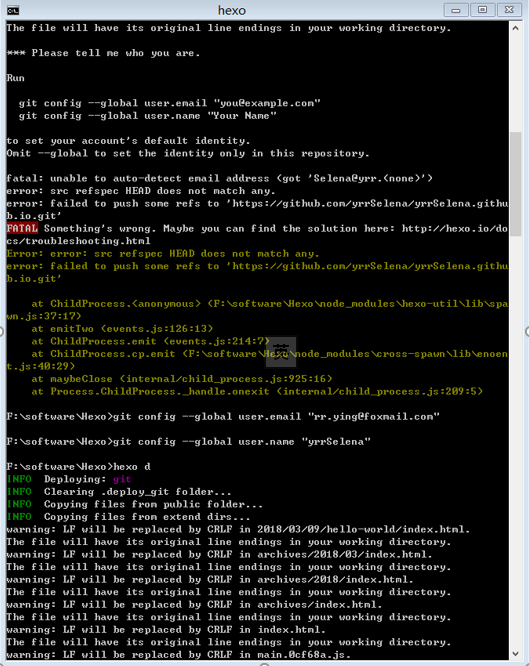 hexo
The file will have its original line endings in your working directory.
*** Please tell me who you are.
Run
git config --global user.email "you@example.com"
git config --global user.name "Your Name"
to set your account's default identity.
Omit --global to set the identity only in this repository.
fatal: unable to auto-detect email address (got 'Selena@yrr.(none)')
error: src refspec HEAD does not match any.
error: failed to push some refs to 'https://github.com/yrrSelena/yrrSelena.githu
b.io.git'
FATAL Something's wrong. Maybe you can find the solution here: http://hexo.io/do
cs/troubleshooting.html
Error: error: src refspec HEAD does not match any.
error: failed to push some refs to 'https://github.com/yrrSelena/yrrSelena.githu
b.io.git'
at ChildProcess.<anonymous> (F:\software\Hexo\node_modules\hexo-util\lib\spa
wn.js:37:17)
at emitTwo (events.js:126:13)
at ChildProcess.emit (events.js:214:7)
at ChildProcess.cp.emit (F:\software\Hexo\node_modules\cross-spawn\lib\enoen
t.js:40:29)
at maybeClose (internal/child_process.js:925:16)
at Process.ChildProcess._handle.onexit (internal/child_process.js:209:5)
英
F:\software\Hexo>git config --global user.email "rr.ying@foxmail.com"
F:\software\Hexo>git config --global user.name "yrrSelena"
F:\software\Hexo>hexo d
INFO  Deploying: git
INFO  Clearing .deploy_git folder...
INFO  Copying files from public folder...
INFO  Copying files from extend dirs...
warning: LF will be replaced by CRLF in 2018/03/09/hello-world/index.html.
The file will have its original line endings in your working directory.
warning: LF will be replaced by CRLF in archives/2018/03/index.html.
The file will have its original line endings in your working directory.
warning: LF will be replaced by CRLF in archives/2018/index.html.
The file will have its original line endings in your working directory.
warning: LF will be replaced by CRLF in archives/index.html.
The file will have its original line endings in your working directory.
warning: LF will be replaced by CRLF in index.html.
The file will have its original line endings in your working directory.
warning: LF will be replaced by CRLF in main.0cf68a.js.